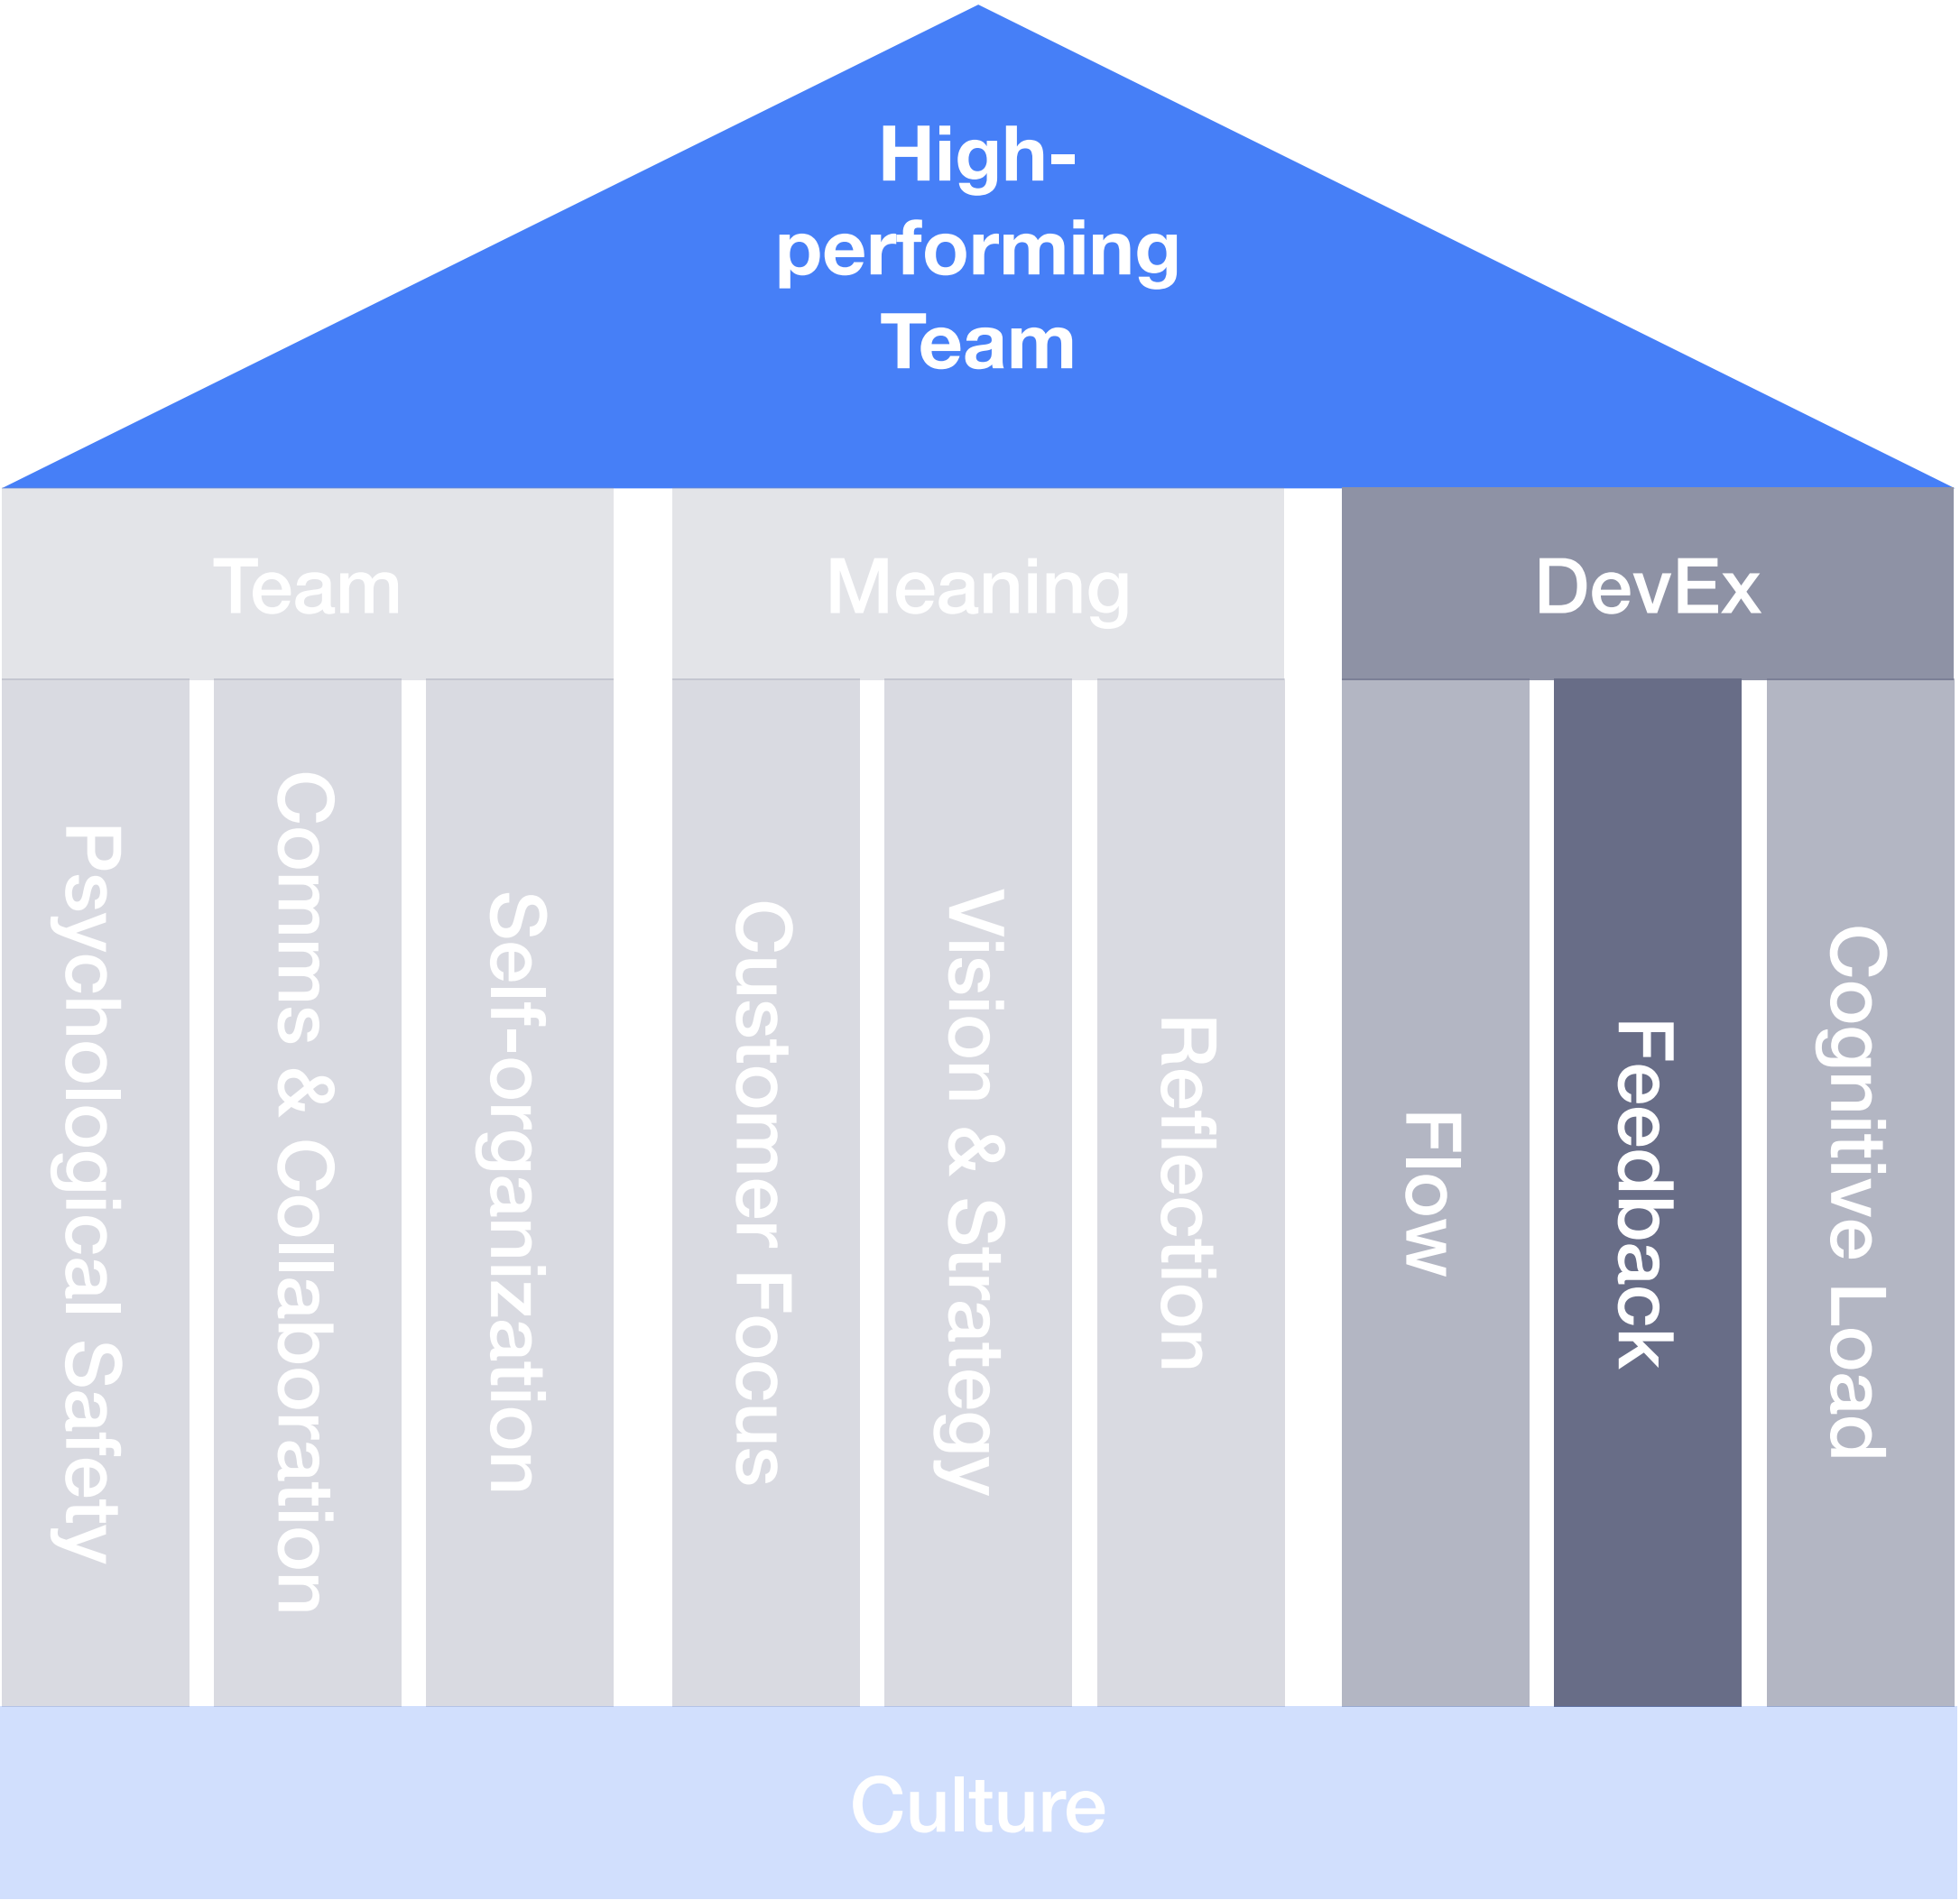 High-
performing
Team
Team
Meaning
DevEx
Psychological Safety
Comms & Collaboration
Self-organization
Customer Focus
Vision & Strategy
Reflection
Flow
Feedback
Cognitive Load
Culture